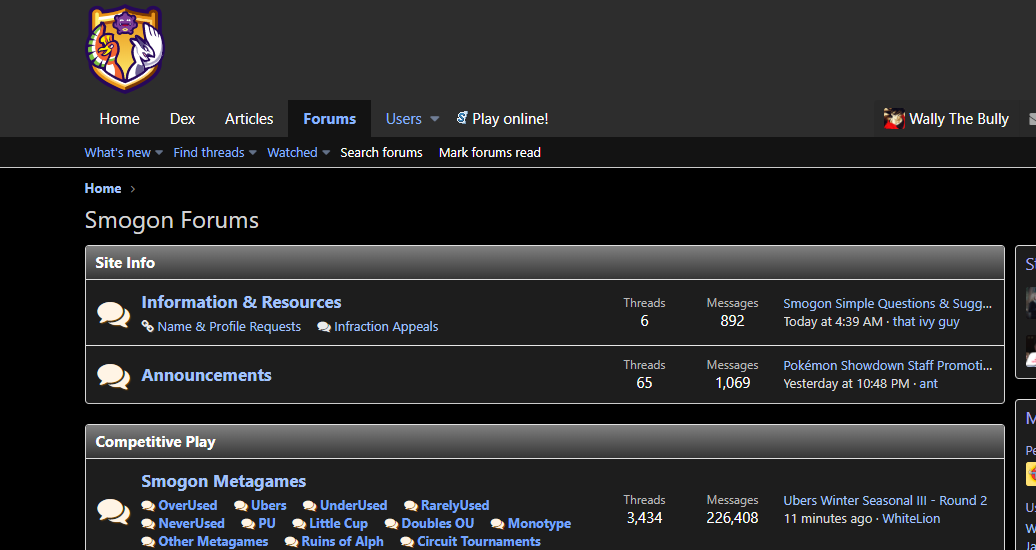 Home Dex Articles Forums Users Play online! Wally The Bully
What's new Find threads Watched Search forums Mark forums read
Home
Smogon Forums
Site Info
Information & Resources
Name & Profile Requests Infraction Appeals
Threads
6
Messages
892
Smogon Simple Questions & Sugg...
Today at 4:39 AM · that ivy guy
Announcements
Threads
65
Messages
1,069
Pokémon Showdown Staff Promoti...
Yesterday at 10:48 PM · ant
Competitive Play
Smogon Metagames
OverUsed Ubers UnderUsed RarelyUsed
NeverUsed PU Little Cup Doubles OU Monotype
Other Metagames Ruins of Alph Circuit Tournaments
Threads
3,434
Messages
226,408
Ubers Winter Seasonal III - Round 2
11 minutes ago · WhiteLion